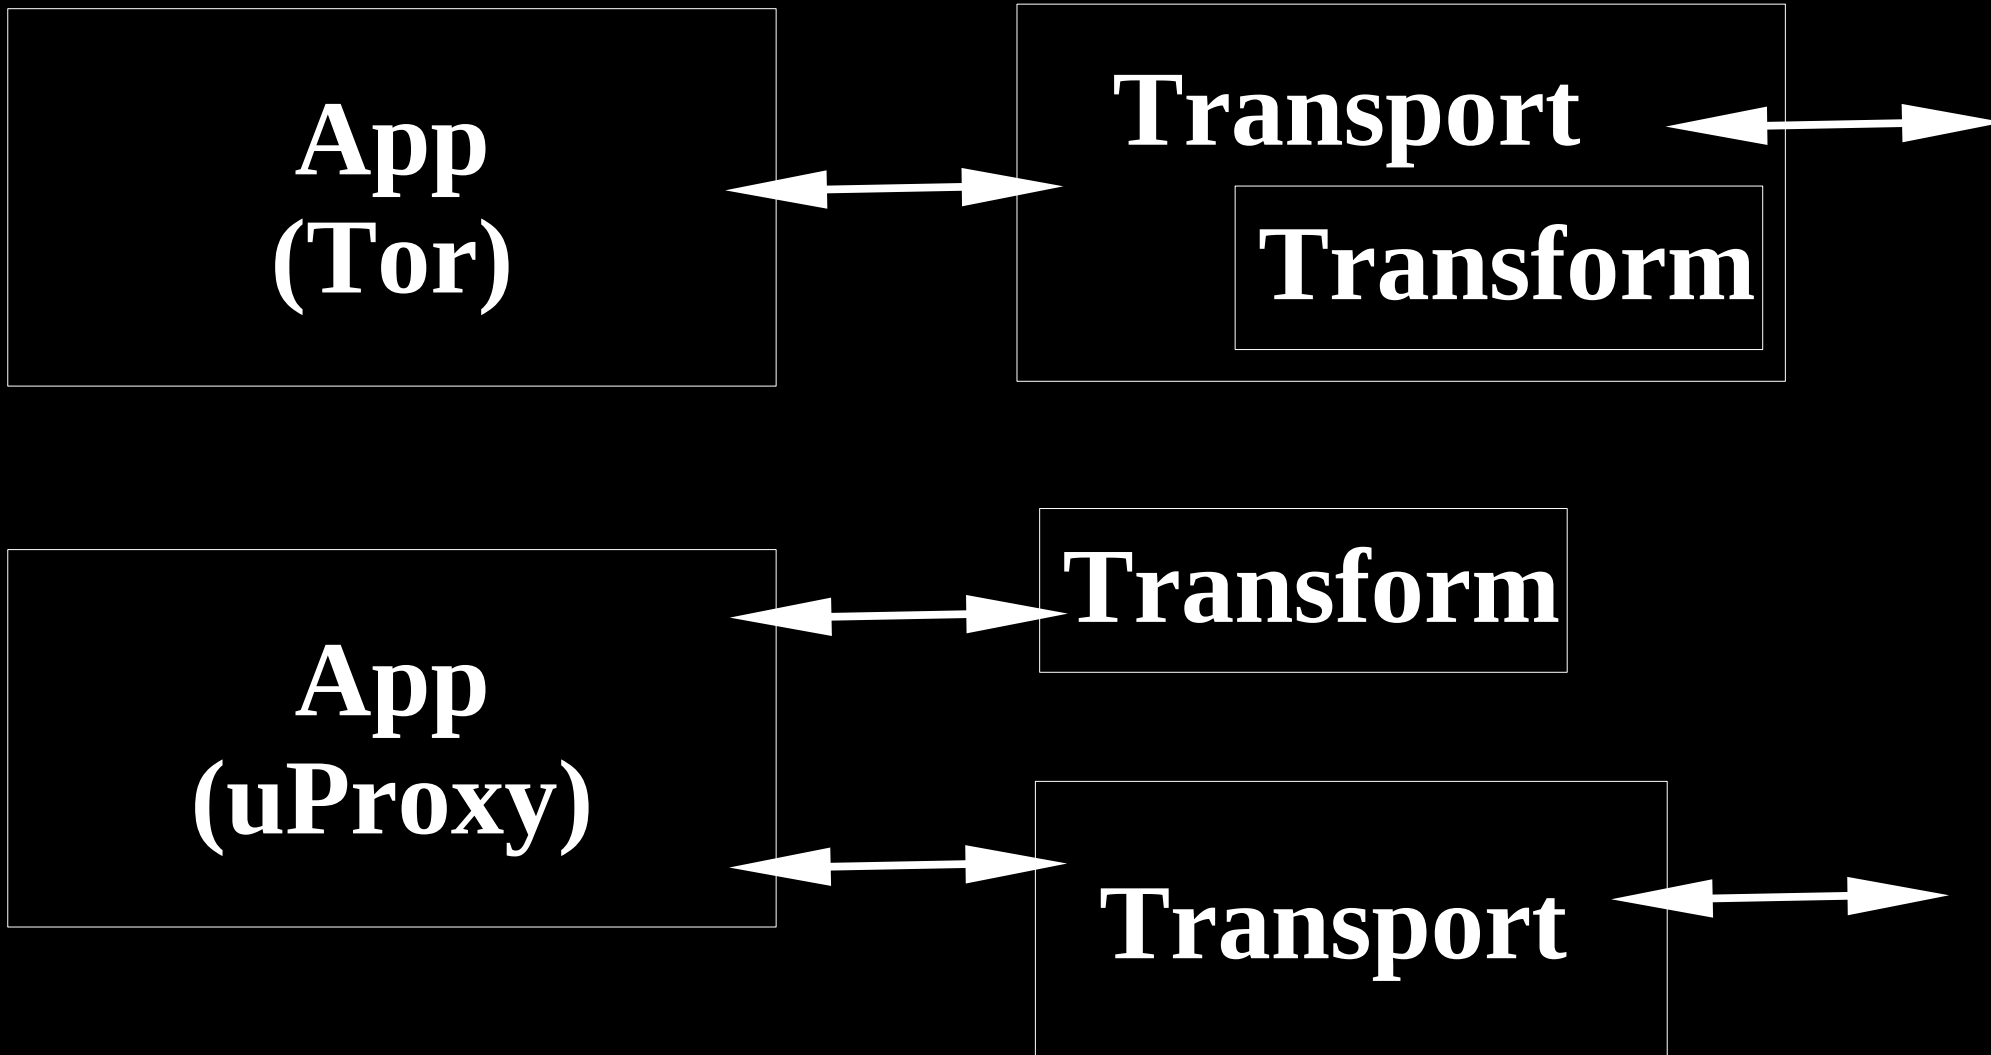 App
(Tor)
Transport
Transform
App
(uProxy)
Transform
Transport